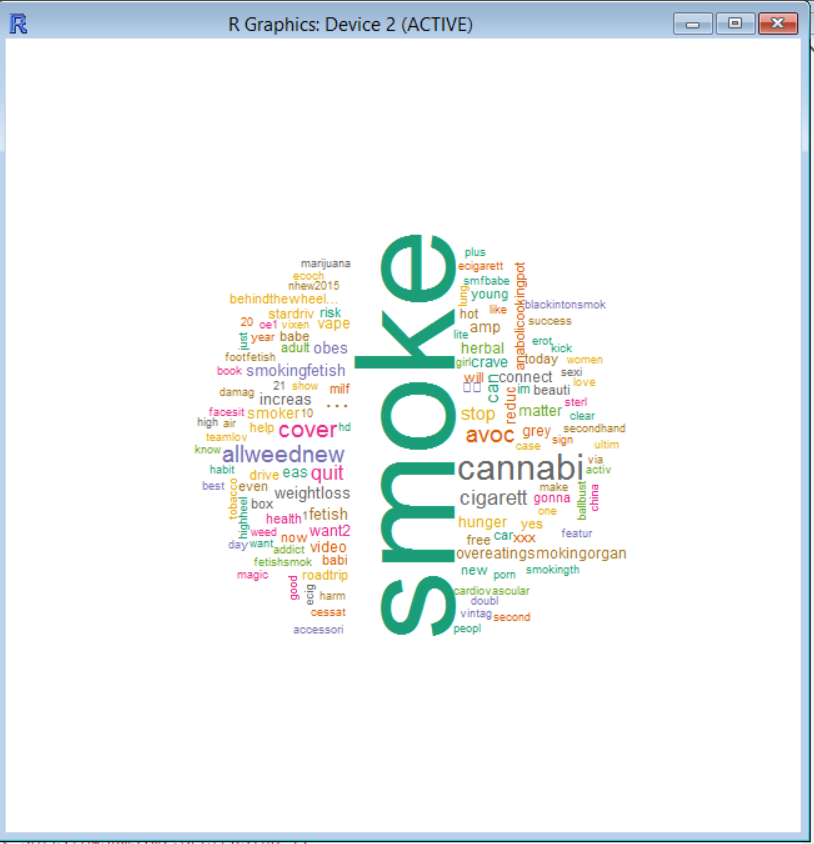 R Graphics: Device 2 (ACTIVE)
smoke
marijuana
ecoch
nhew2015
behindthewheel…
stardriv risk
20 oe1 vixen vape
just year babe
adult obes
footfetish
book smokingfetish
21 show milf
damag increas ...
facesit smoker 10
high air help cover hd
teamlov
know allweednew
habit drive eas quit
best even weightloss
tobacco box
highheel health 1 fetish
weed now want2
day want addict video
fetishsmok babi
magic roadtrip
good ecig harm
cessat
accessori
plus
ecigarett
smfbabe
lung young
hot like anabolicookingpot blackintonsmok
lite amp success
herbal erot kick
girl crave today women
will can connect sexi
im beauti love
reduc sterl
stop matter clear
avoc grey secondhand
case sign ultim
cannabi via activ
cigarett make
gonna ballbust china
one
hunger yes
free car xxx featur
overeatingsmokingorgan
new porn smokingth
cardiovascular
doubl
vintag second
peopl